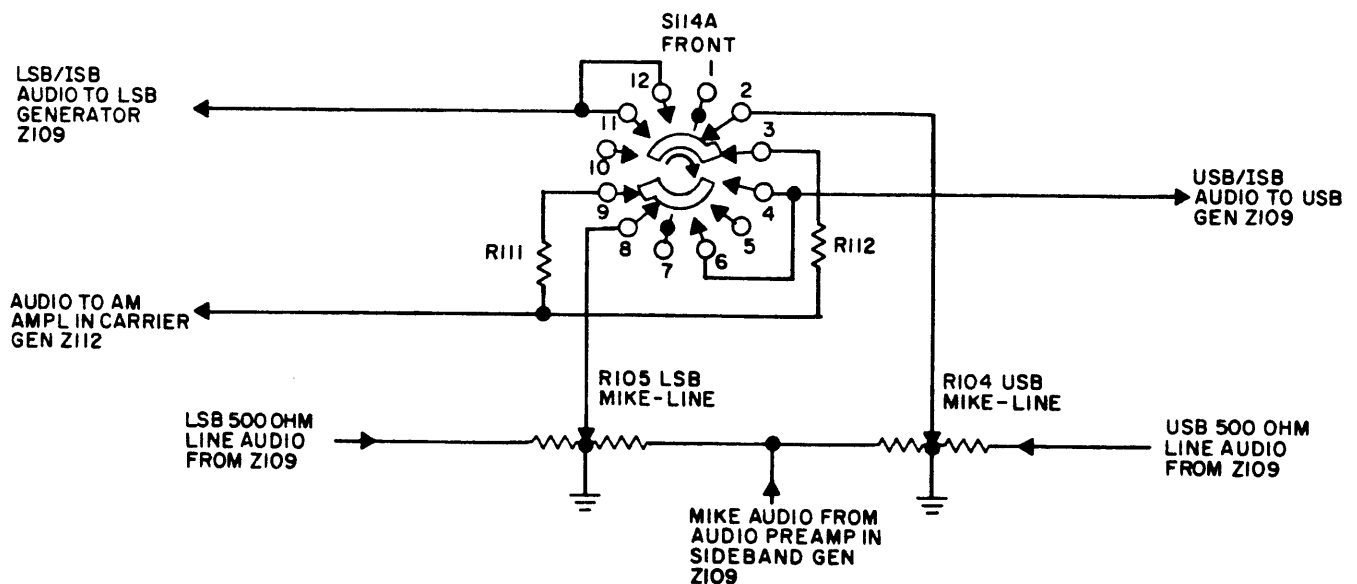 S114A
FRONT
LSB/ISB
AUDIO TO LSB
GENERATOR
Z109
12
1
2
11
3
10
9
4
8
7
6
5
USB/ISB
AUDIO TO USB
GEN Z109
R111
R112
AUDIO TO AM
AMPL IN CARRIER
GEN Z112
R105 LSB
MIKE-LINE
R104 USB
MIKE-LINE
LSB 500 OHM
LINE AUDIO
FROM Z109
USB 500 OHM
LINE AUDIO
FROM Z109
MIKE AUDIO FROM
AUDIO PREAMP IN
SIDEBAND GEN
Z109